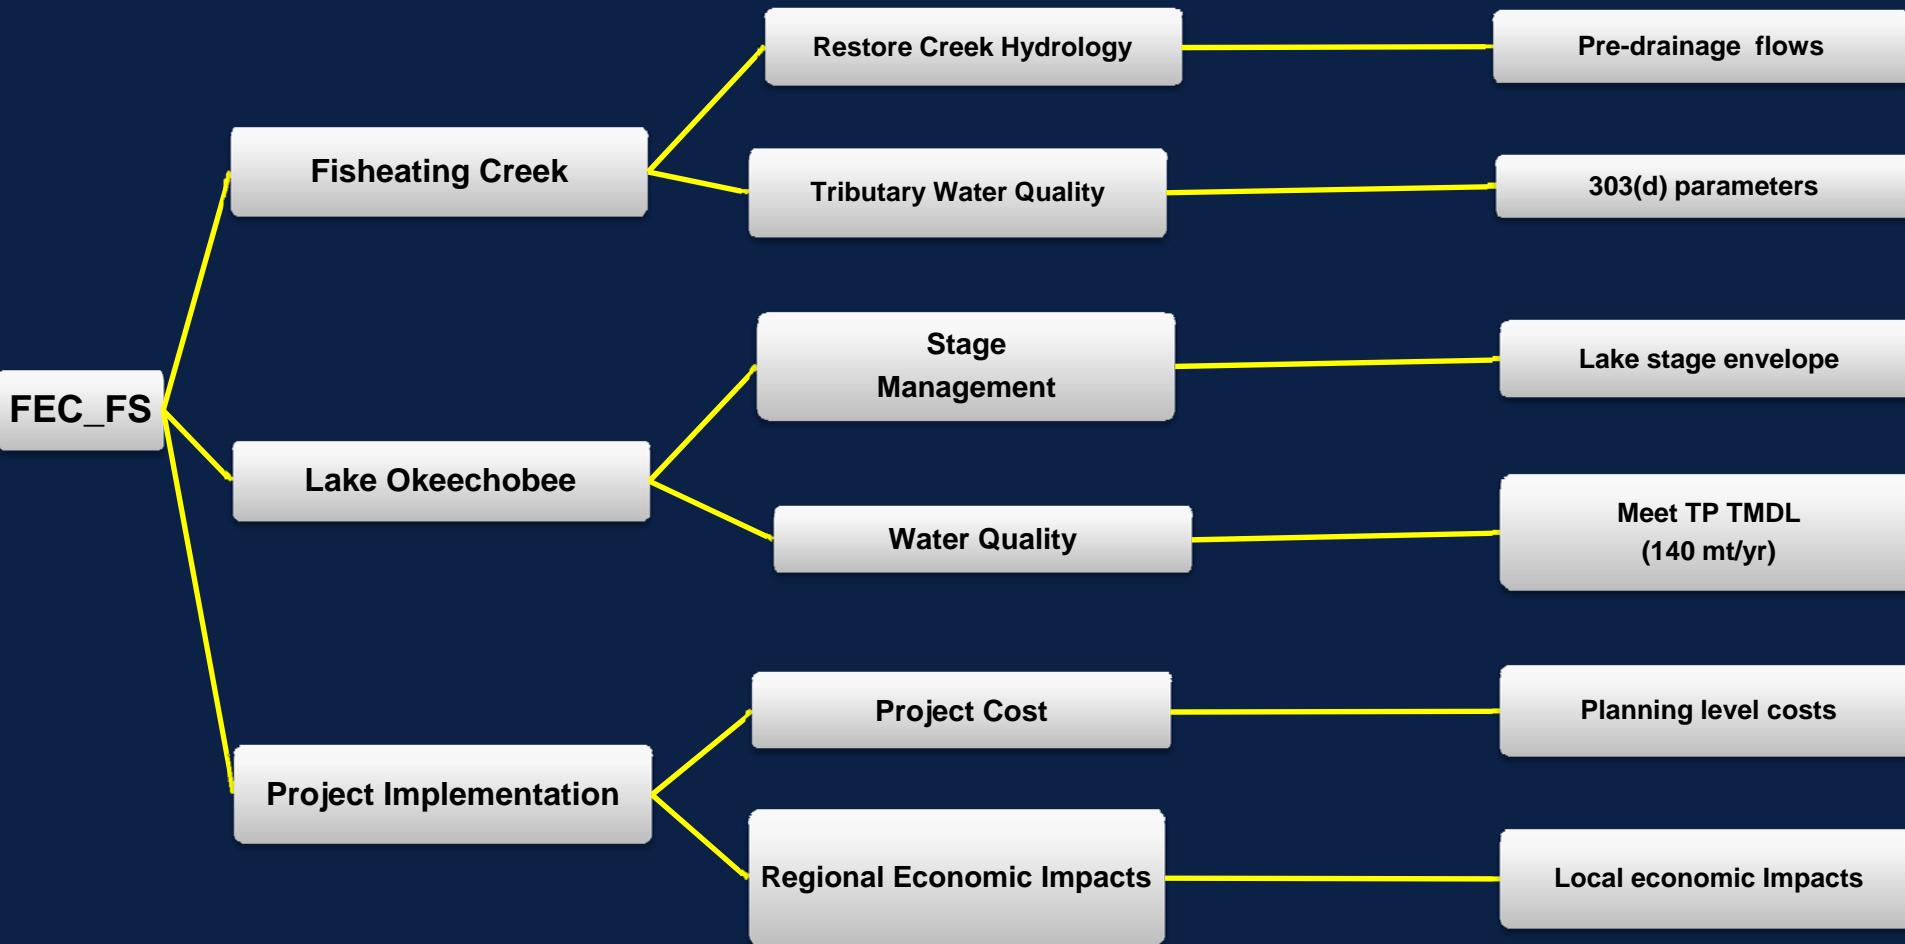 FEC_FS
Fisheating Creek
Restore Creek Hydrology
Pre-drainage flows
Tributary Water Quality
303(d) parameters
Lake Okeechobee
Stage
Management
Lake stage envelope
Water Quality
Meet TP TMDL
(140 mt/yr)
Project Implementation
Project Cost
Planning level costs
Regional Economic Impacts
Local economic Impacts